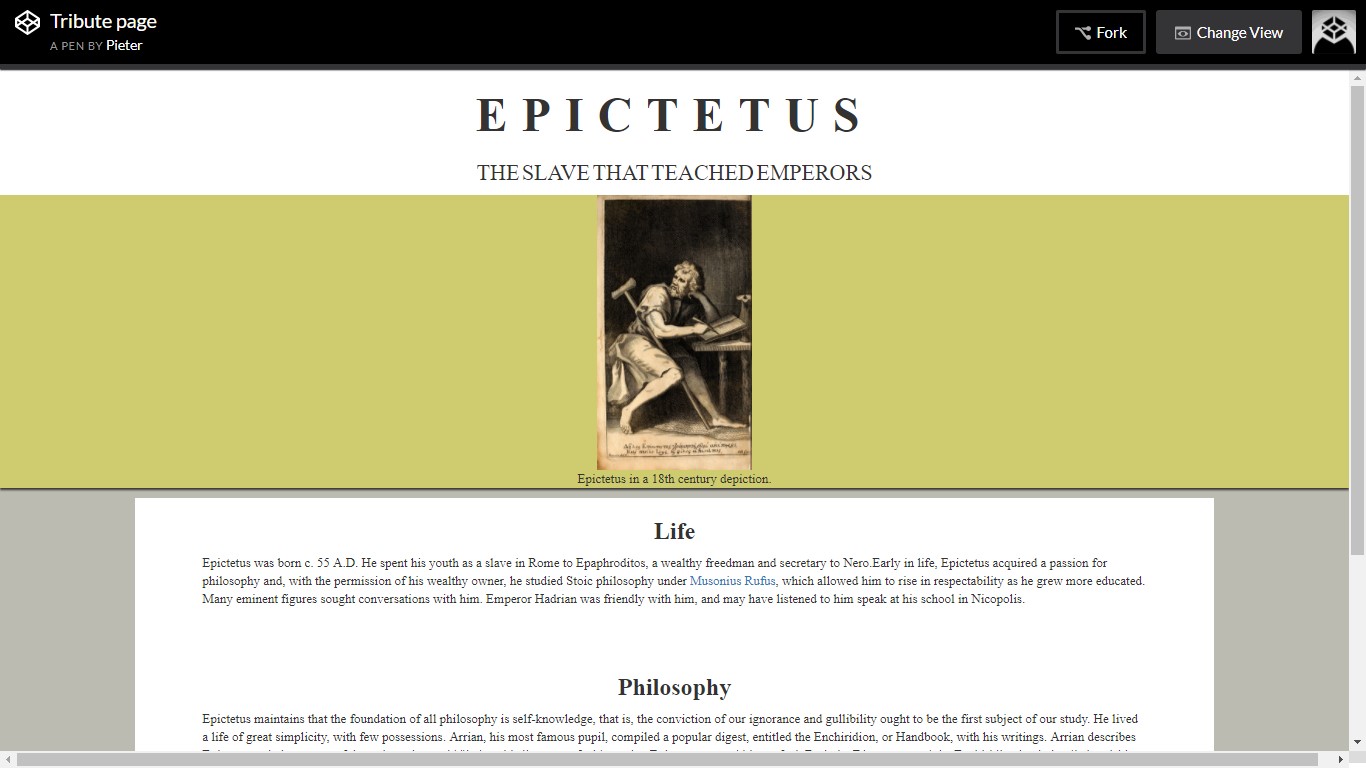 Tribute page
A PEN BY Pieter
Fork
Change View
EPICTETUS
THE SLAVE THAT TEACHED EMPERORS
Epictetus in a 18th century depiction.
Life
Epictetus was born c. 55 A.D. He spent his youth as a slave in Rome to Epaphroditos, a wealthy freedman and secretary to Nero.Early in life, Epictetus acquired a passion for
philosophy and, with the permission of his wealthy owner, he studied Stoic philosophy under Musonius Rufus, which allowed him to rise in respectability as he grew more educated.
Many eminent figures sought conversations with him. Emperor Hadrian was friendly with him, and may have listened to him speak at his school in Nicopolis.
Philosophy
Epictetus maintains that the foundation of all philosophy is self-knowledge, that is, the conviction of our ignorance and gullibility ought to be the first subject of our study. He lived
a life of great simplicity, with few possessions. Arrian, his most famous pupil, compiled a popular digest, entitled the Enchiridion, or Handbook, with his writings. Arrian describes